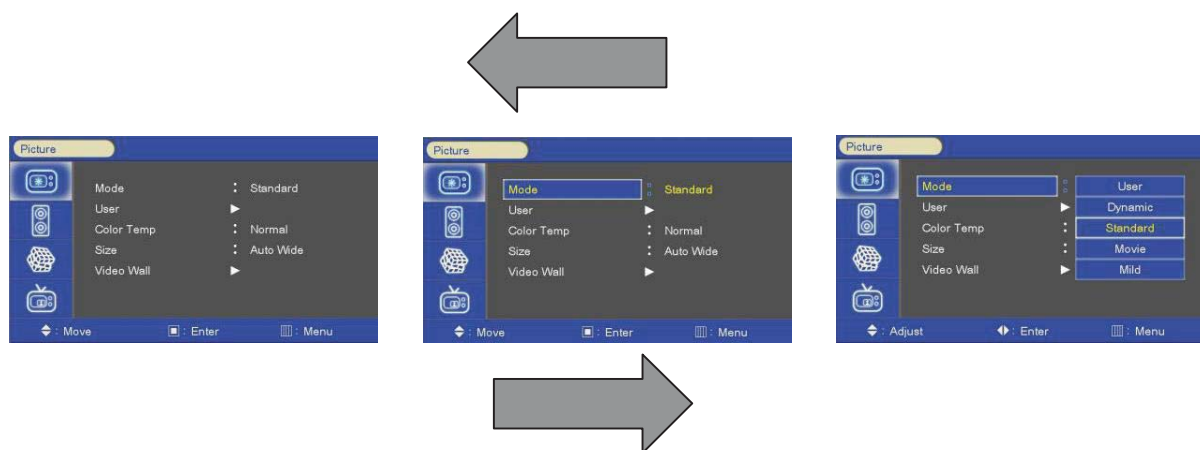 Picture
Mode : Standard
User ▶
Color Temp : Normal
Size : Auto Wide
Video Wall ▶
: Move : Enter : Menu
Picture
Mode : Standard
User ▶
Color Temp : Normal
Size : Auto Wide
Video Wall ▶
: Move : Enter : Menu
Picture
Mode : User
User ▶ Dynamic
Color Temp : Standard
Size : Movie
Video Wall ▶ Mild
: Adjust : Enter : Menu